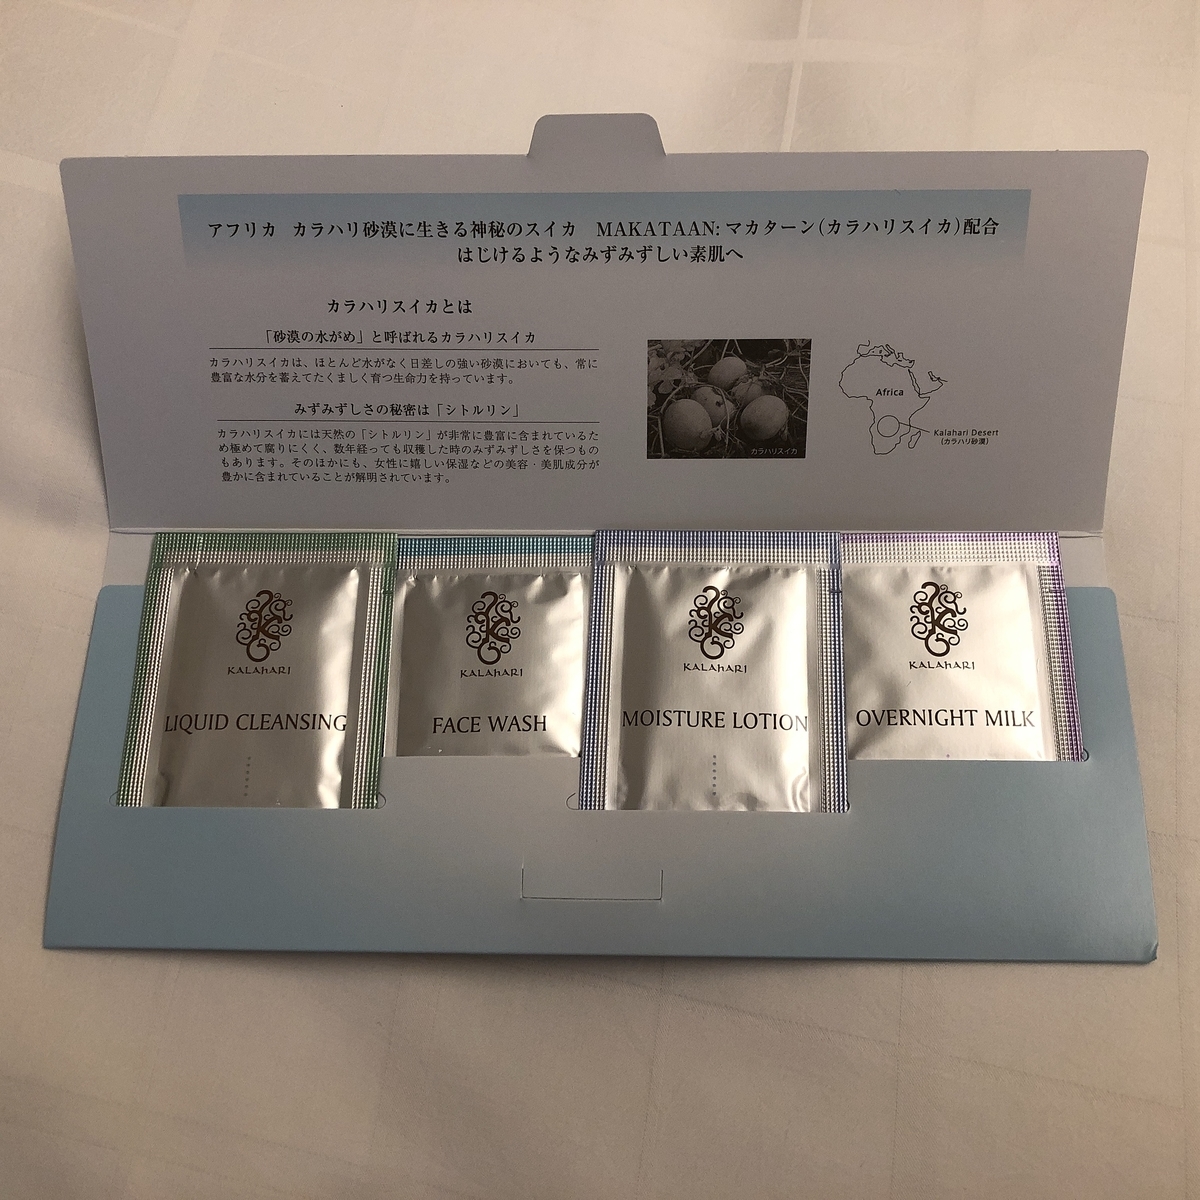 アフリカ カラハリ砂漠に生きる神秘のスイカ MAKATAAN:マカターン(カラハリスイカ)配合
はじけるようなみずみずしい素肌へ
カラハリスイカとは
「砂漠の水がめ」と呼ばれるカラハリスイカ
カラハリスイカは、ほとんど水がなく日差しの強い砂漠においても、常に
豊富な水分を蓄えてたくましく育つ生命力を持っています。
みずみずしさの秘密は「シトルリン」
カラハリスイカには天然の「シトルリン」が非常に豊富に含まれているた
め極めて腐りにくく、数年経っても収穫した時のみずみずしさを保つもの
もあります。そのほかにも、女性に嬉しい保湿などの美容・美肌成分が
豊かに含まれていることが解明されています。
カラハリスイカ
Africa
Kalahari Desert
(カラハリ砂漠)
KALAHARI
LIQUID CLEANSING
KALAHARI
FACE WASH
KALAHARI
MOISTURE LOTION
KALAHARI
OVERNIGHT MILK